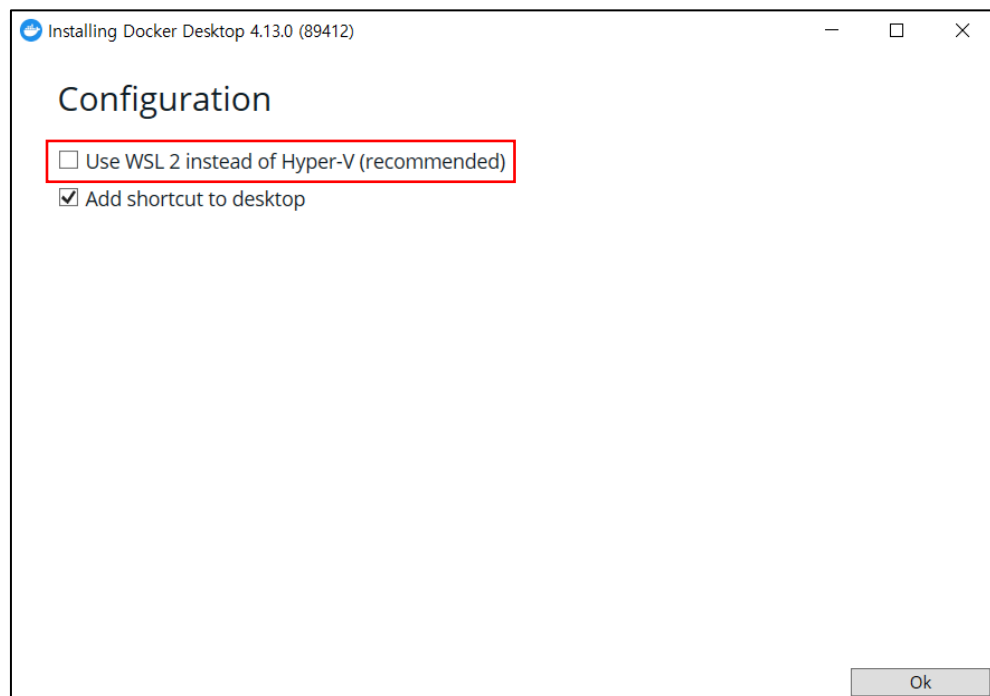 Installing Docker Desktop 4.13.0 (89412)
Configuration
Use WSL 2 instead of Hyper-V (recommended)
Add shortcut to desktop
Ok